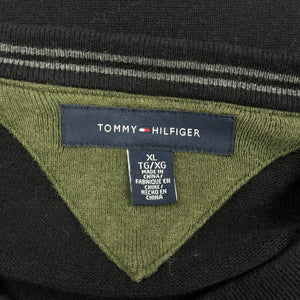 TOMMY HILFIGER
XL
TG/XG
MADE IN
CHINA/
FABRIQUÉ EN
CHINE/
HECHO EN
CHINA